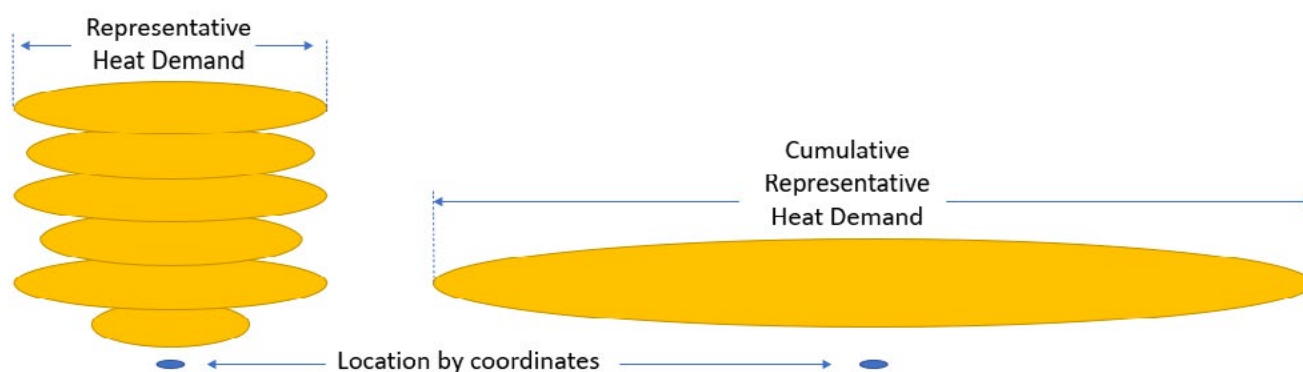 Representative
Heat Demand
Cumulative
Representative
Heat Demand
Location by coordinates